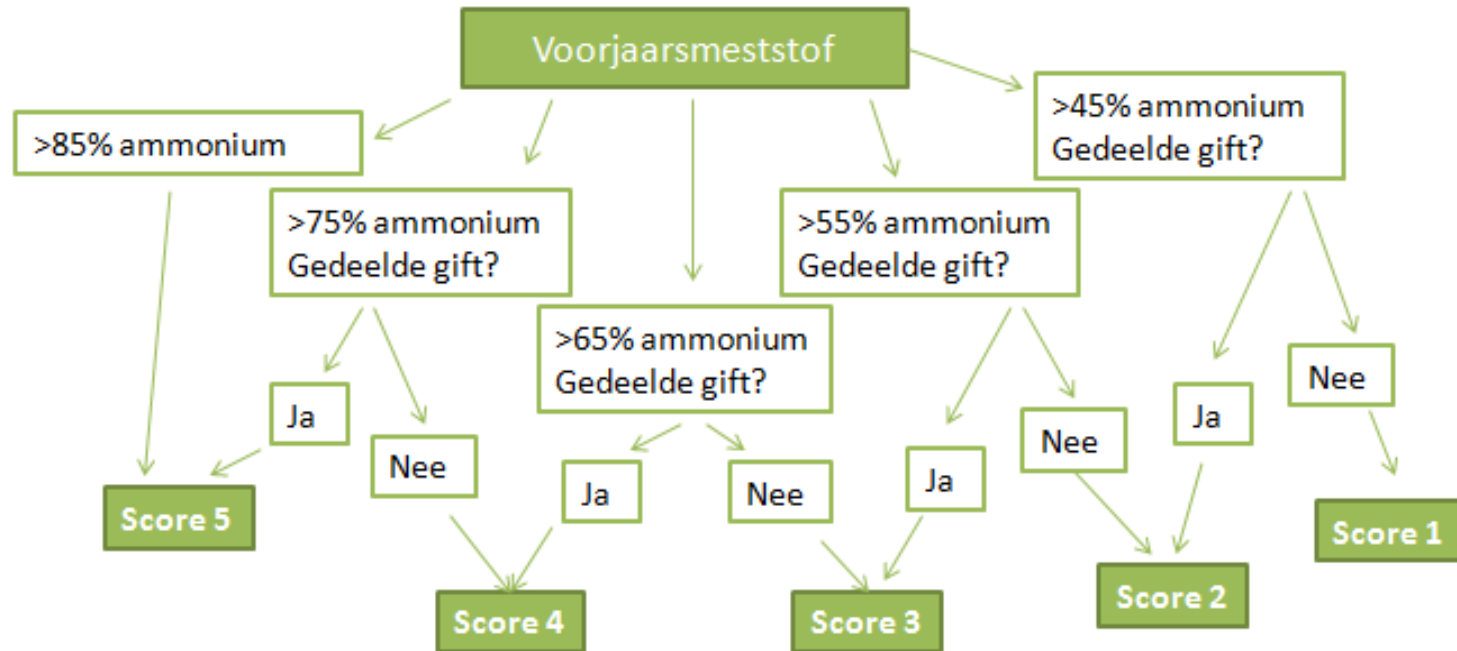 Voorjaarsmeststof
>85% ammonium
>75% ammonium
Gedeelde gift?
>65% ammonium
Gedeelde gift?
>55% ammonium
Gedeelde gift?
>45% ammonium
Gedeelde gift?
Ja
Nee
Ja
Nee
Ja
Nee
Ja
Nee
Score 5
Score 4
Score 3
Score 2
Score 1